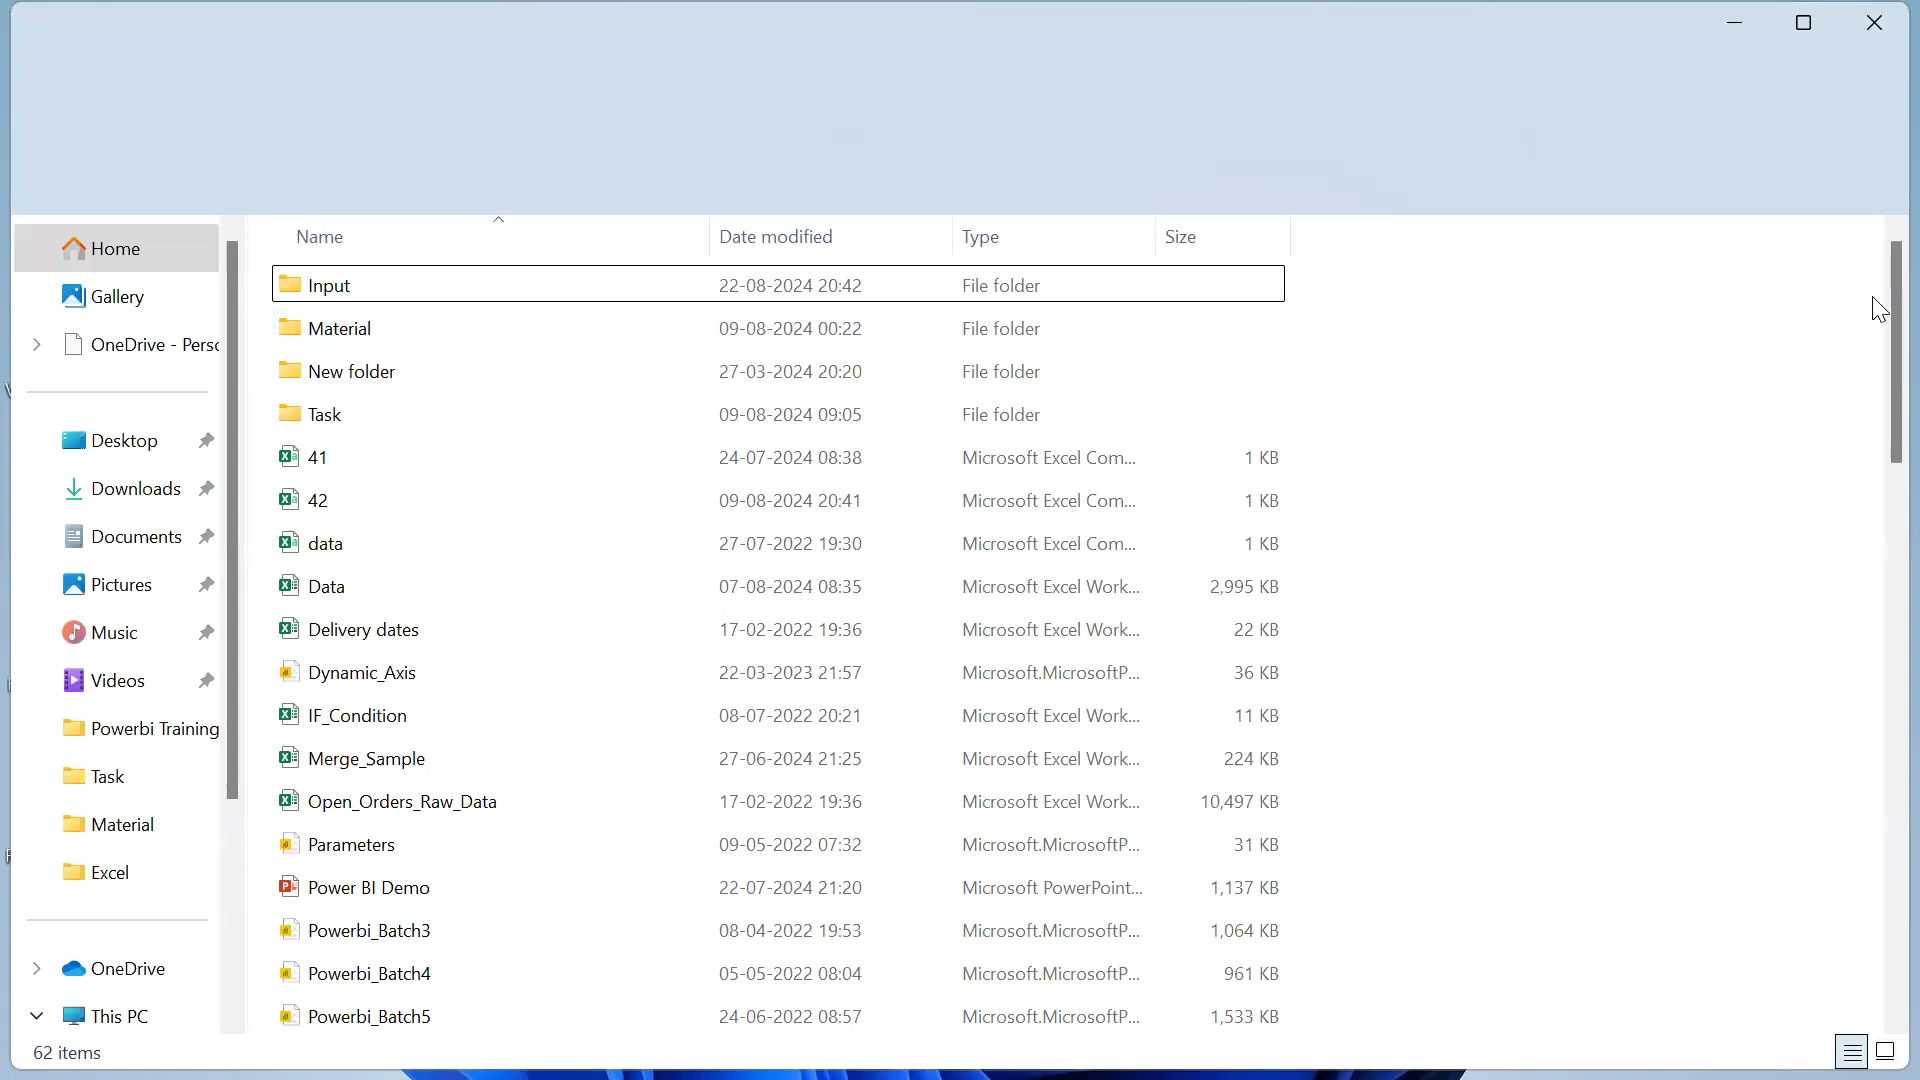 Name Date modified Type Size
Home
Gallery
OneDrive - Perso
Desktop
Downloads
Documents
Pictures
Music
Videos
Powerbi Training
Task
Material
Excel
OneDrive
This PC
Input 22-08-2024 20:42 File folder
Material 09-08-2024 00:22 File folder
New folder 27-03-2024 20:20 File folder
Task 09-08-2024 09:05 File folder
41 24-07-2024 08:38 Microsoft Excel Com... 1 KB
42 09-08-2024 20:41 Microsoft Excel Com... 1 KB
data 27-07-2022 19:30 Microsoft Excel Com... 1 KB
Data 07-08-2024 08:35 Microsoft Excel Work... 2,995 KB
Delivery dates 17-02-2022 19:36 Microsoft Excel Work... 22 KB
Dynamic_Axis 22-03-2023 21:57 Microsoft.MicrosoftP... 36 KB
IF_Condition 08-07-2022 20:21 Microsoft Excel Work... 11 KB
Merge_Sample 27-06-2024 21:25 Microsoft Excel Work... 224 KB
Open_Orders_Raw_Data 17-02-2022 19:36 Microsoft Excel Work... 10,497 KB
Parameters 09-05-2022 07:32 Microsoft.MicrosoftP... 31 KB
Power BI Demo 22-07-2024 21:20 Microsoft PowerPoint... 1,137 KB
Powerbi_Batch3 08-04-2022 19:53 Microsoft.MicrosoftP... 1,064 KB
Powerbi_Batch4 05-05-2022 08:04 Microsoft.MicrosoftP... 961 KB
Powerbi_Batch5 24-06-2022 08:57 Microsoft.MicrosoftP... 1,533 KB
62 items